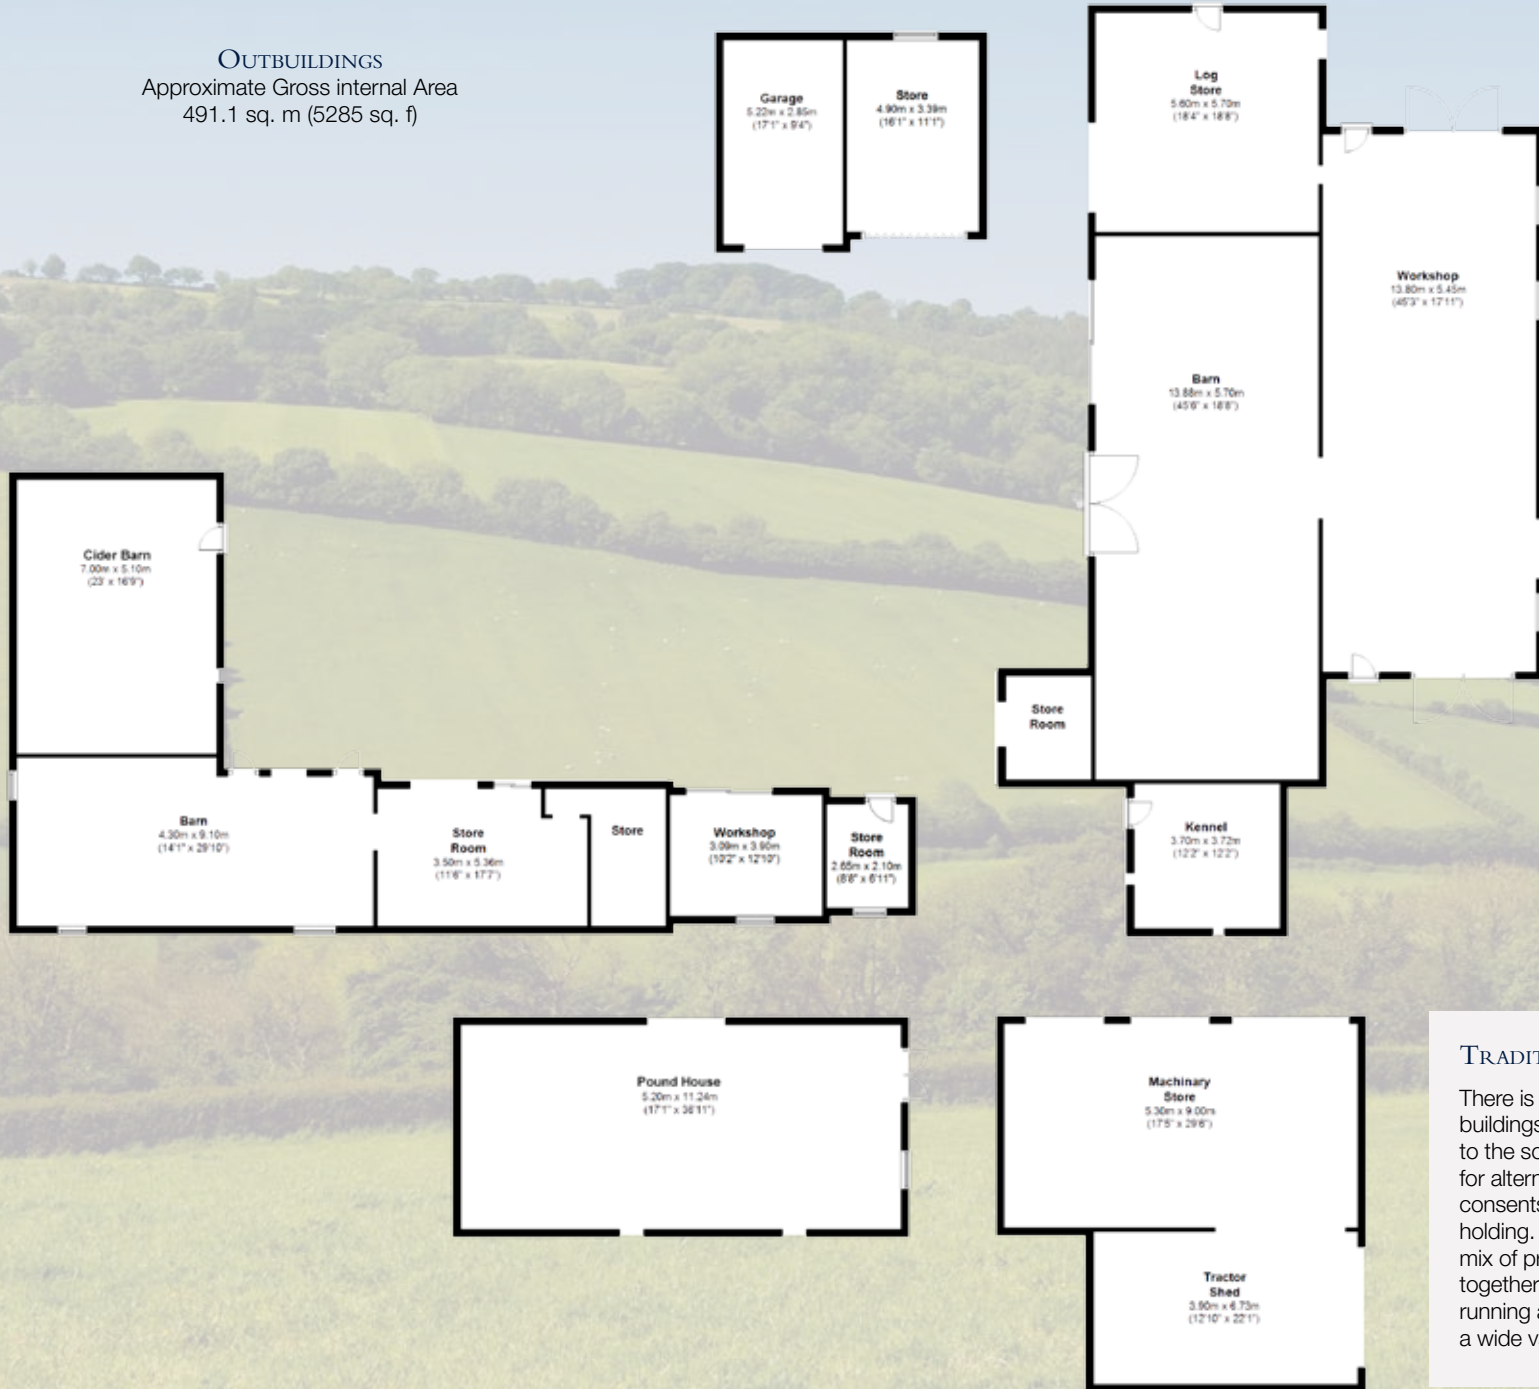 OUTBUILDINGS
Approximate Gross internal Area
491.1 sq. m (5285 sq. f)
Garage
5.22m x 2.85m
(17'1" x 9'4")
Store
4.90m x 3.39m
(16'1" x 11'1")
Log
Store
5.60m x 5.70m
(18'4" x 18'8")
Workshop
13.80m x 5.45m
(45'3" x 17'11")
Barn
13.88m x 5.70m
(45'6" x 18'8")
Cider Barn
7.00m x 5.10m
(23' x 16'9")
Store
Room
Barn
4.30m x 9.10m
(14'1" x 29'10")
Store
Room
3.50m x 5.36m
(11'6" x 17'7")
Store
Workshop
3.09m x 3.90m
(10'2" x 12'10")
Store
Room
2.65m x 2.10m
(8'8" x 6'11")
Kennel
3.70m x 3.72m
(12'2" x 12'2")
Pound House
5.20m x 11.24m
(17'1" x 36'11")
Machinary
Store
5.30m x 9.00m
(17'5" x 29'6")
Tractor
Shed
3.90m x 6.73m
(12'10" x 22'1")
TRADIT
There is
buildings
to the so
for altern
consents
holding.
mix of pr
together
running a
a wide v